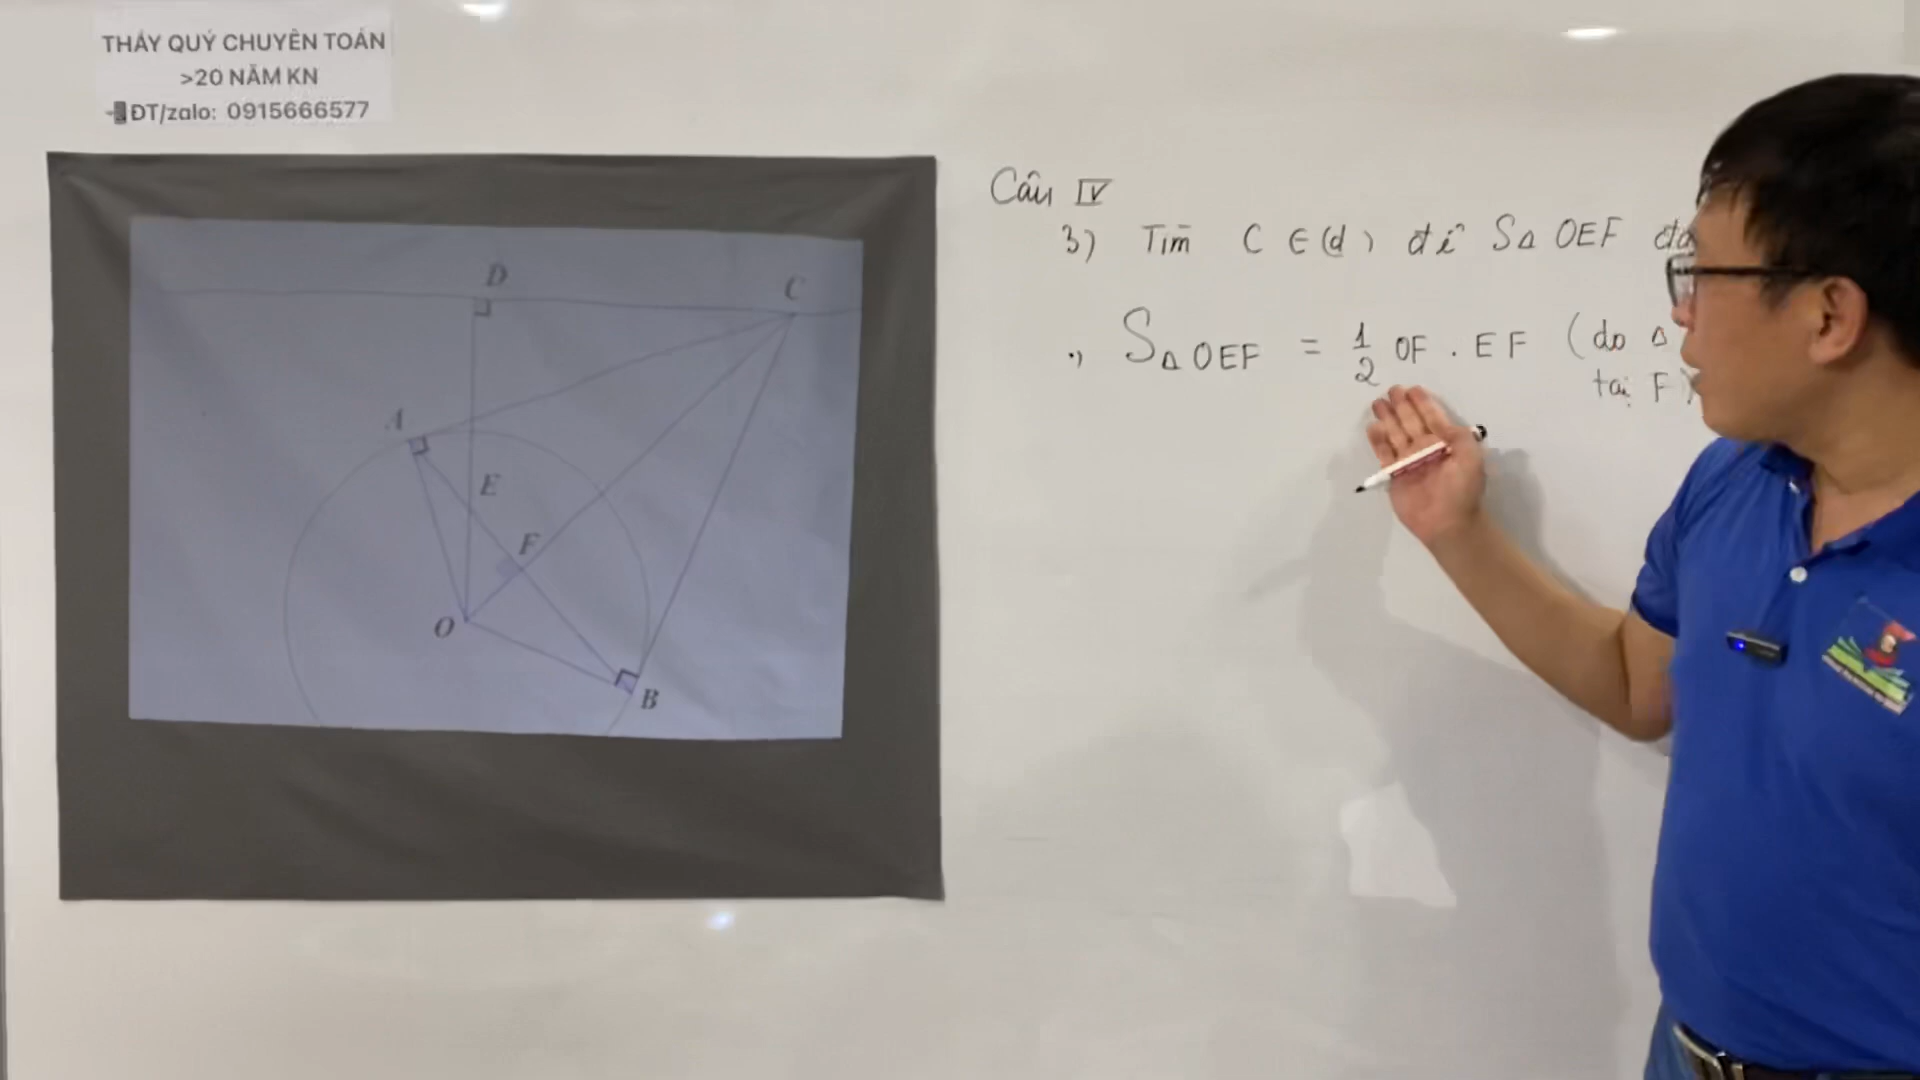 THẦY QUÝ CHUYÊN TOÁN
>20 NĂM KN
ĐT/zalo: 0915666577
D
C
A
E
F
O
B
Câu IV
3) Tìm C ∈ (d) để S∆ OEF
., S∆OEF = 1/2 OF . EF (do ∆
tại F)